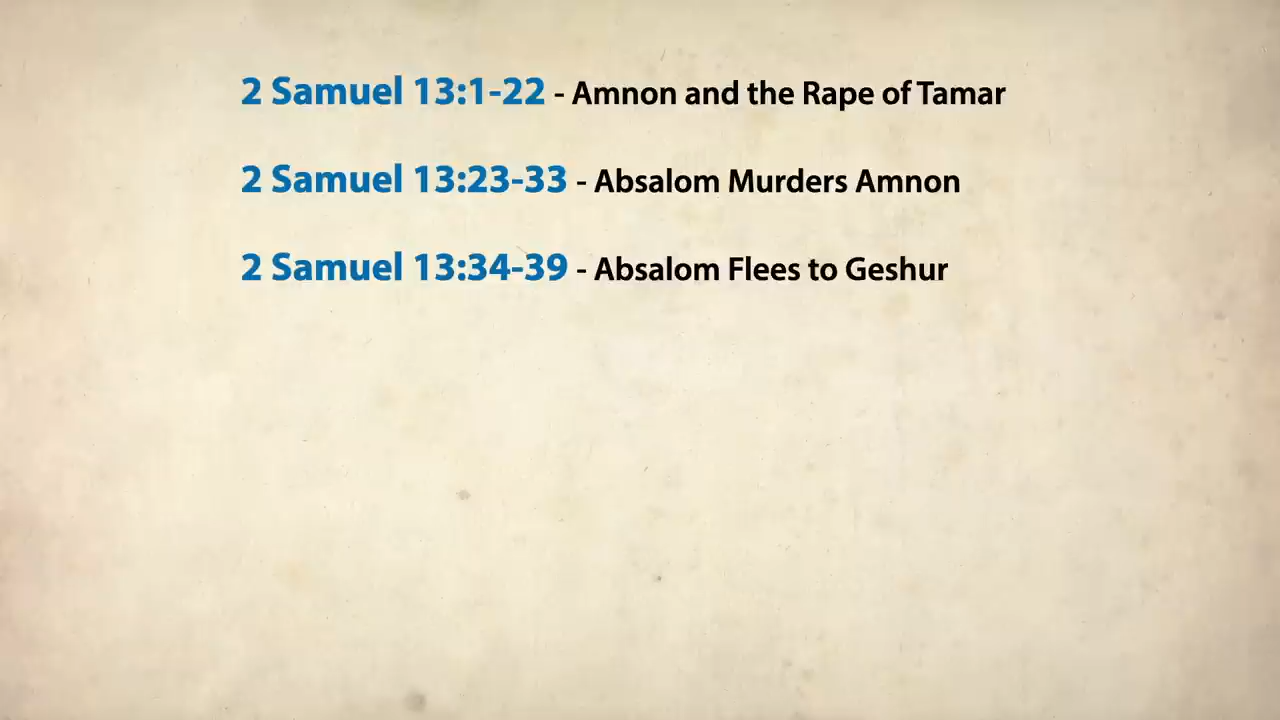 2 Samuel 13:1-22 - Amnon and the Rape of Tamar
2 Samuel 13:23-33 - Absalom Murders Amnon
2 Samuel 13:34-39 - Absalom Flees to Geshur